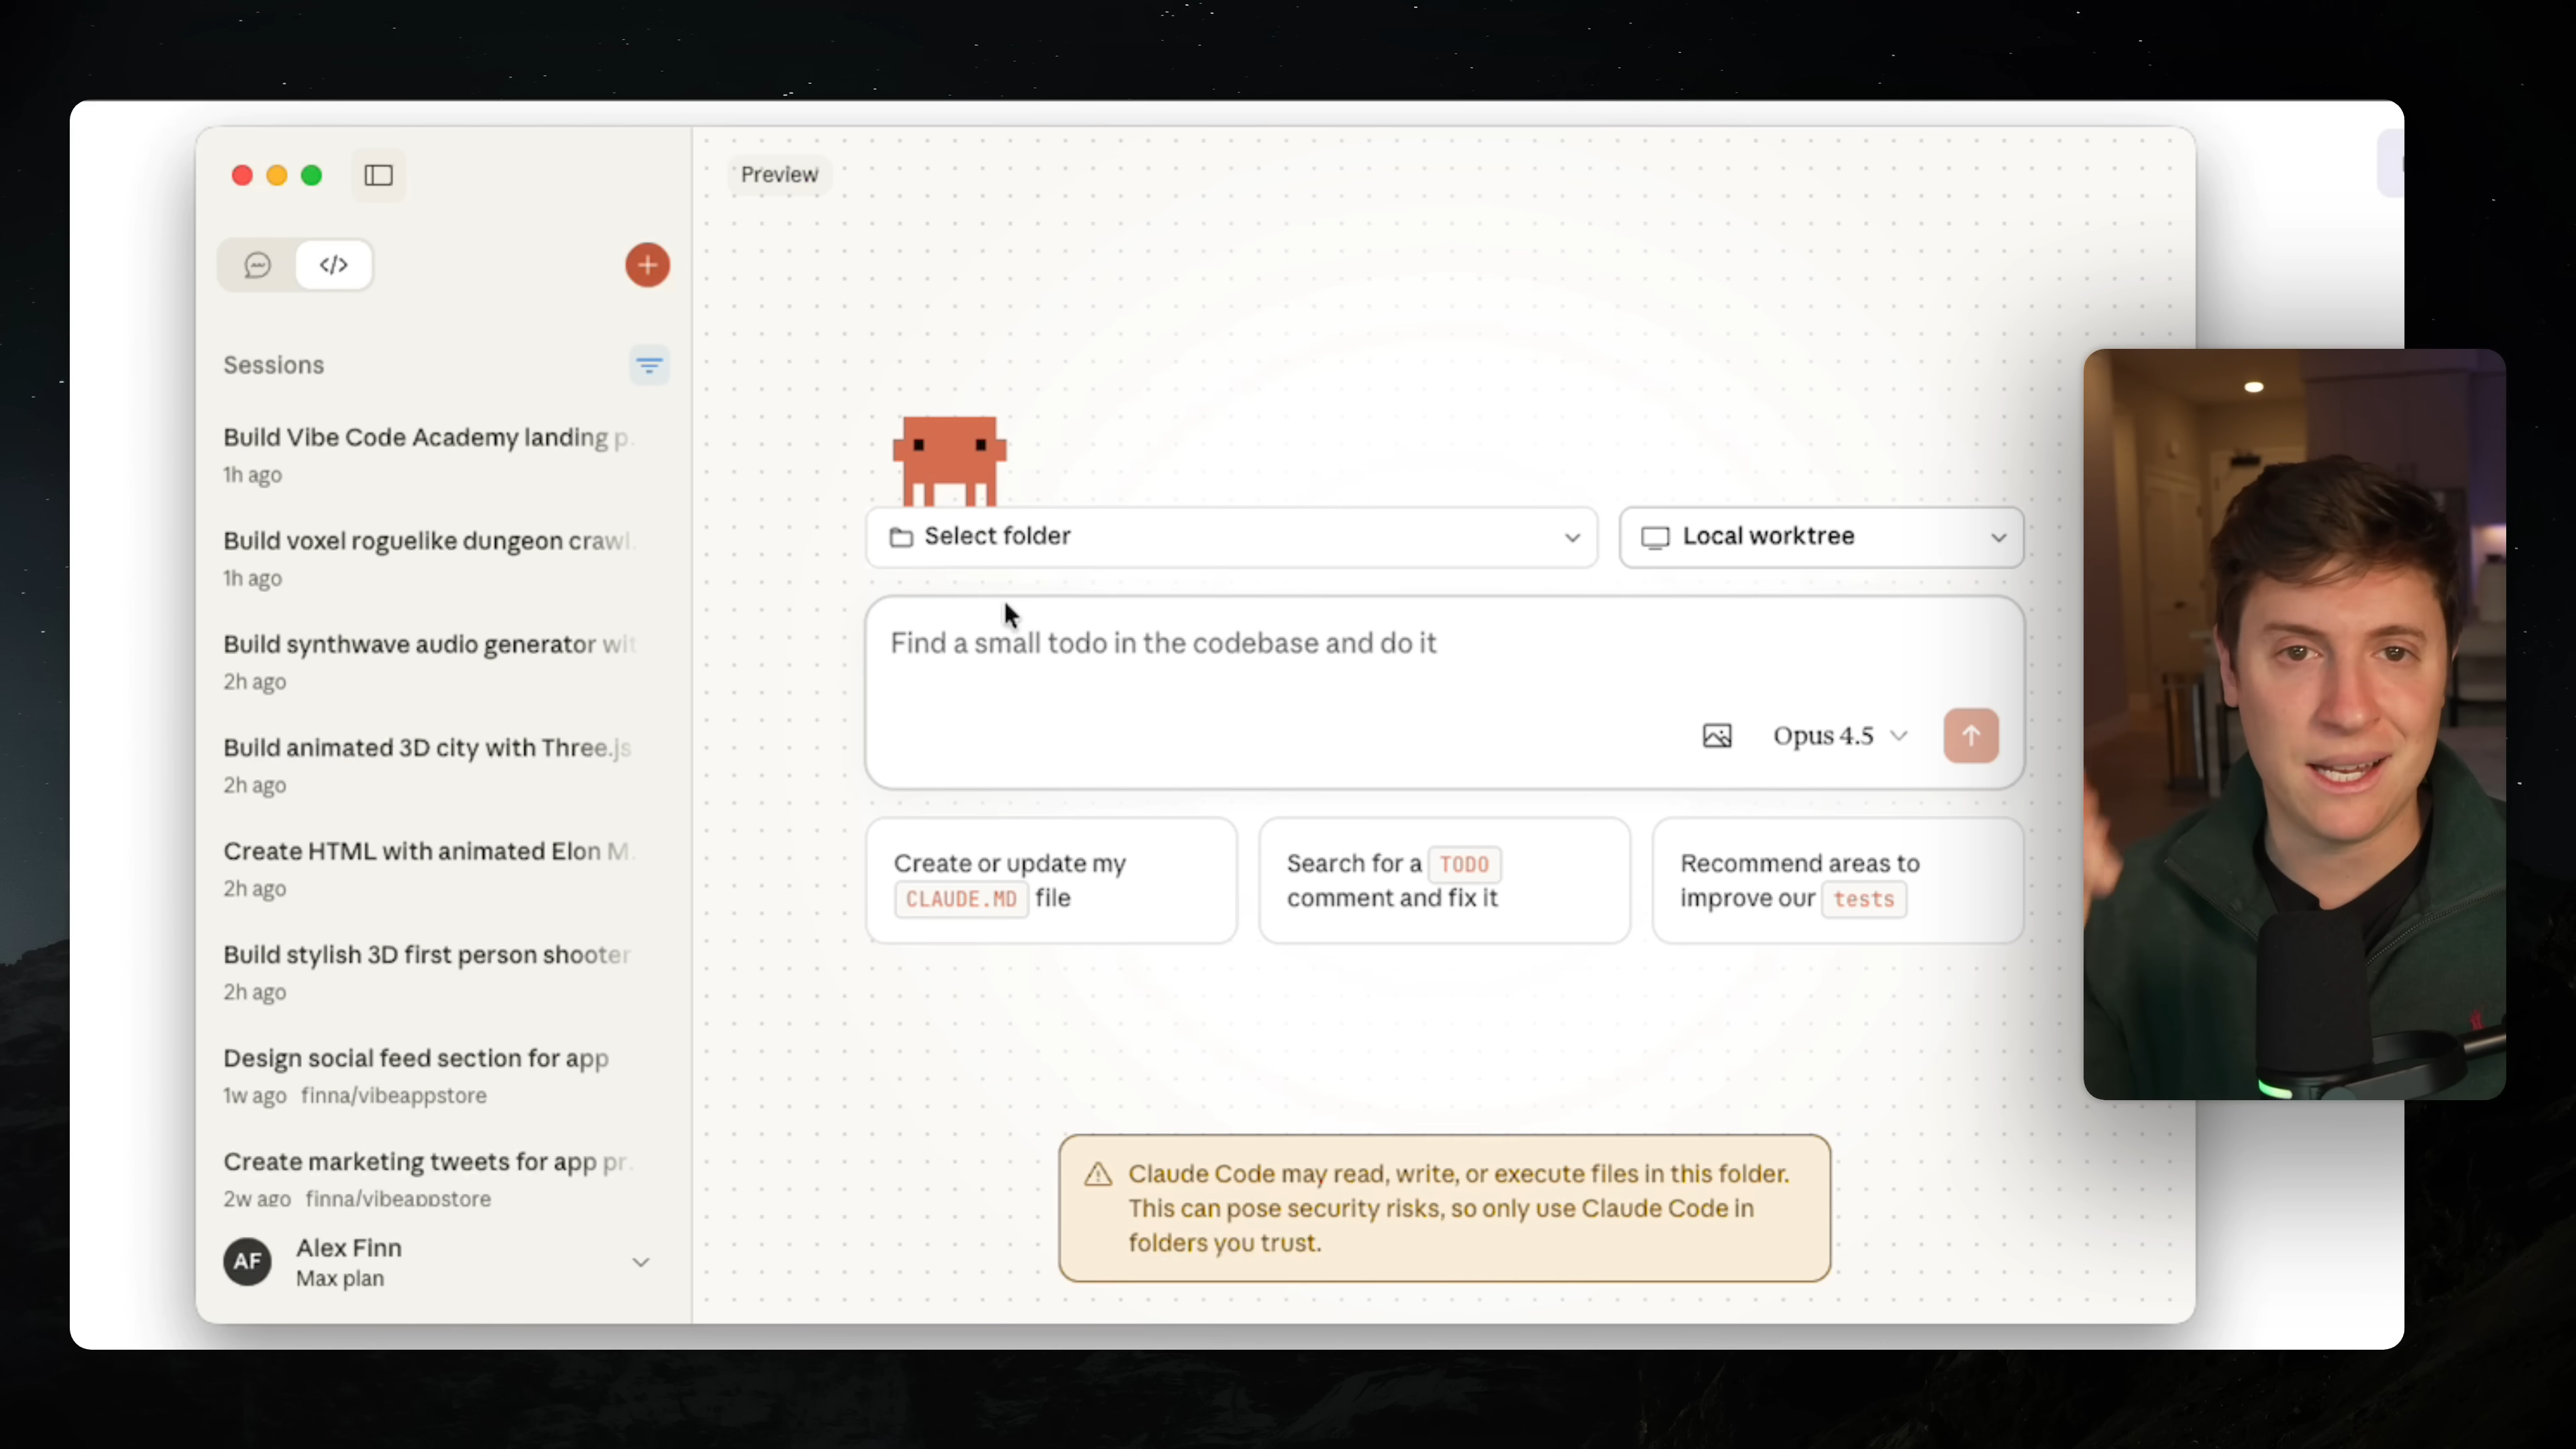 Preview
Sessions
Build Vibe Code Academy landing p
1h ago
Build voxel roguelike dungeon crawl
1h ago
Build synthwave audio generator wit
2h ago
Build animated 3D city with Three.js
2h ago
Create HTML with animated Elon M
2h ago
Build stylish 3D first person shooter
2h ago
Design social feed section for app
1w ago finna/vibeappstore
Create marketing tweets for app pr
2w ago finna/vibeappstore
AF
Alex Finn
Max plan
Select folder
Local worktree
Find a small todo in the codebase and do it
Opus 4.5
Create or update my
CLAUDE.MD file
Search for a TODO
comment and fix it
Recommend areas to
improve our tests
Claude Code may read, write, or execute files in this folder.
This can pose security risks, so only use Claude Code in
folders you trust.